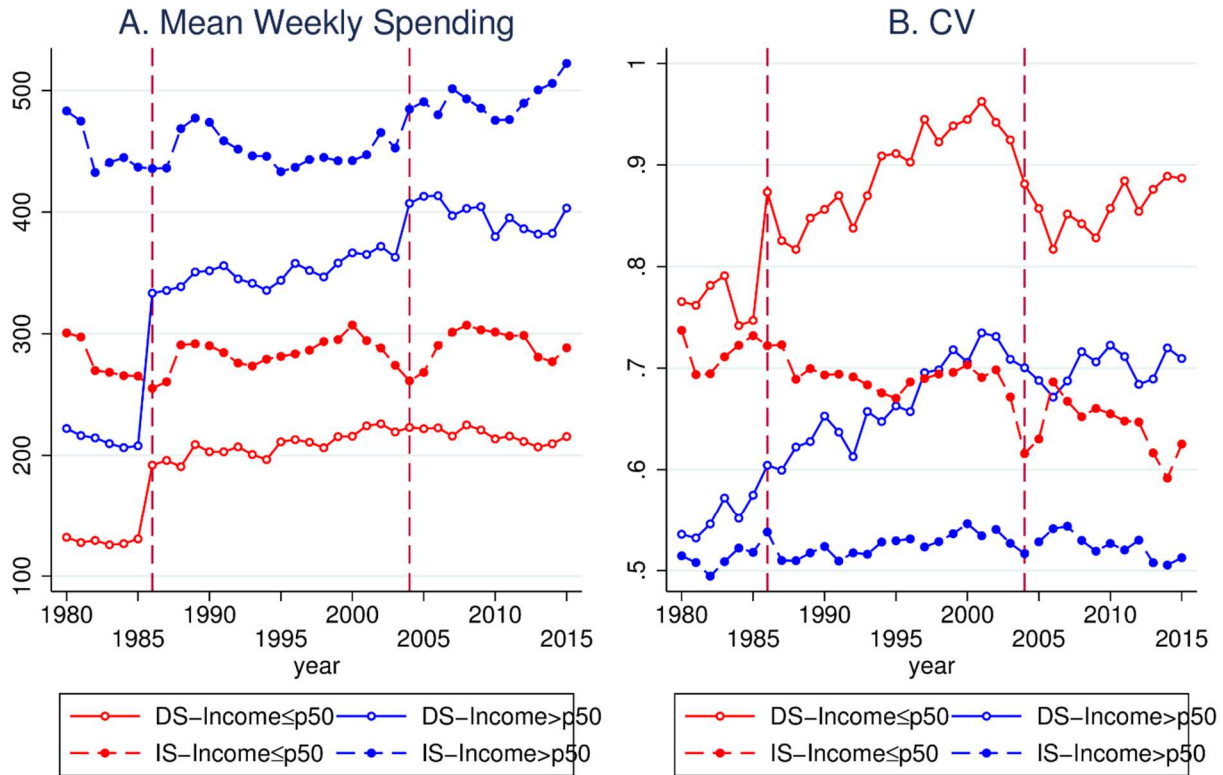 A. Mean Weekly Spending
500
400
300
200
100
1980 1990 2000 2010
1985 1995 2005 2015
year
DS−Income≤p50 DS−Income>p50
IS−Income≤p50 IS−Income>p50
B. CV
1
.9
.8
.7
.6
.5
1980 1990 2000 2010
1985 1995 2005 2015
year
DS−Income≤p50 DS−Income>p50
IS−Income≤p50 IS−Income>p50